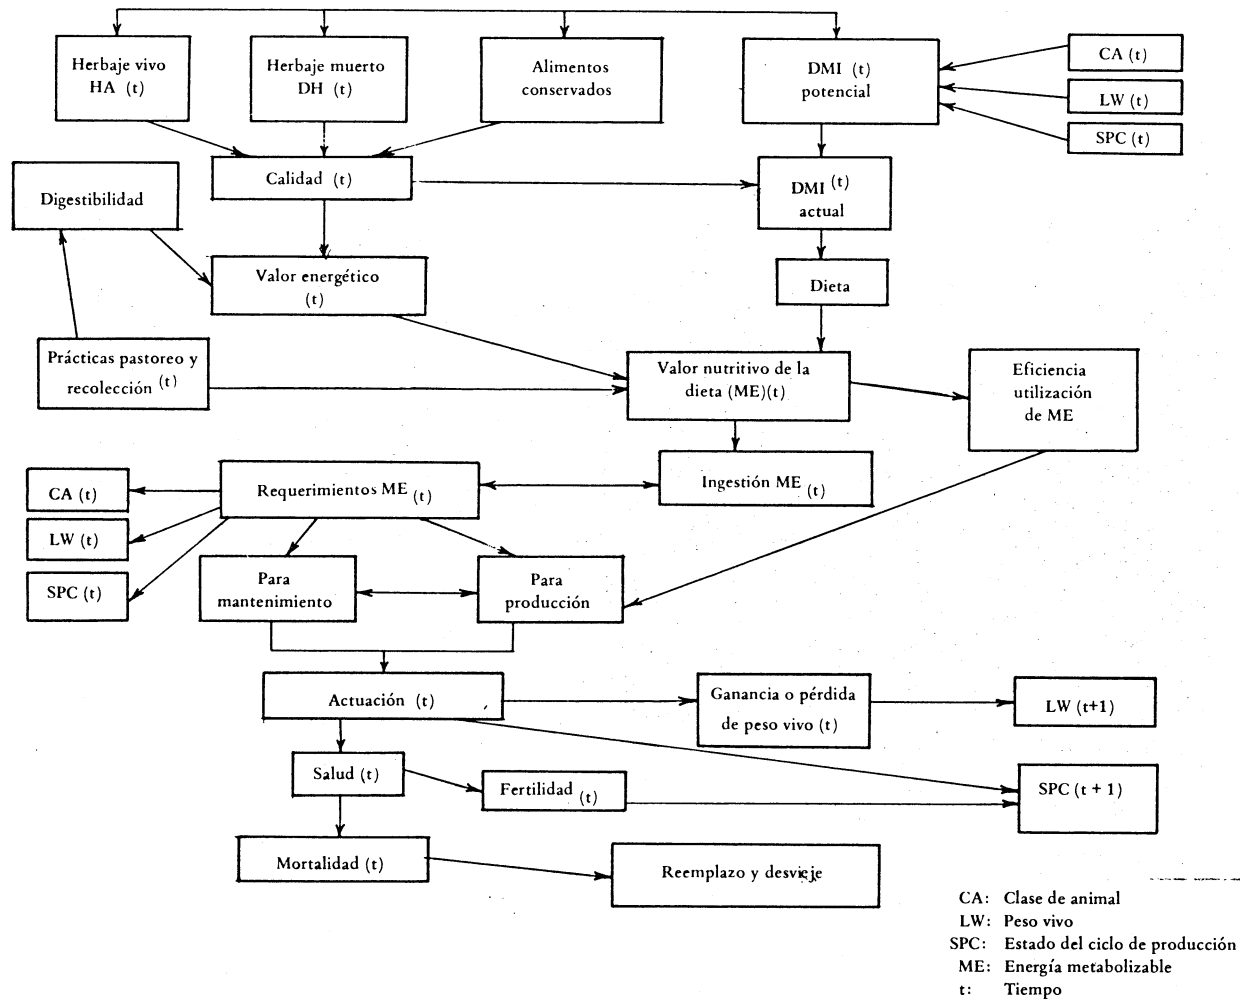 Herbaje vivo
HA (t)
Herbaje muerto
DH (t)
Alimentos
conservados
DMI (t)
potencial
CA (t)
LW (t)
SPC (t)
Digestibilidad
Calidad (t)
DMI (t)
actual
Valor energético
(t)
Dieta
Prácticas pastoreo y
recolección (t)
Valor nutritivo de la
dieta (ME)(t)
Eficiencia
utilización
de ME
CA (t)
LW (t)
SPC (t)
Requerimientos ME (t)
Ingestión ME (t)
Para
mantenimiento
Para
producción
Actuación (t)
Ganancia o pérdida
de peso vivo (t)
LW (t+1)
Salud (t)
Fertilidad (t)
SPC (t + 1)
Mortalidad (t)
Reemplazo y desvieje
CA: Clase de animal
LW: Peso vivo
SPC: Estado del ciclo de producción
ME: Energía metabolizable
t: Tiempo